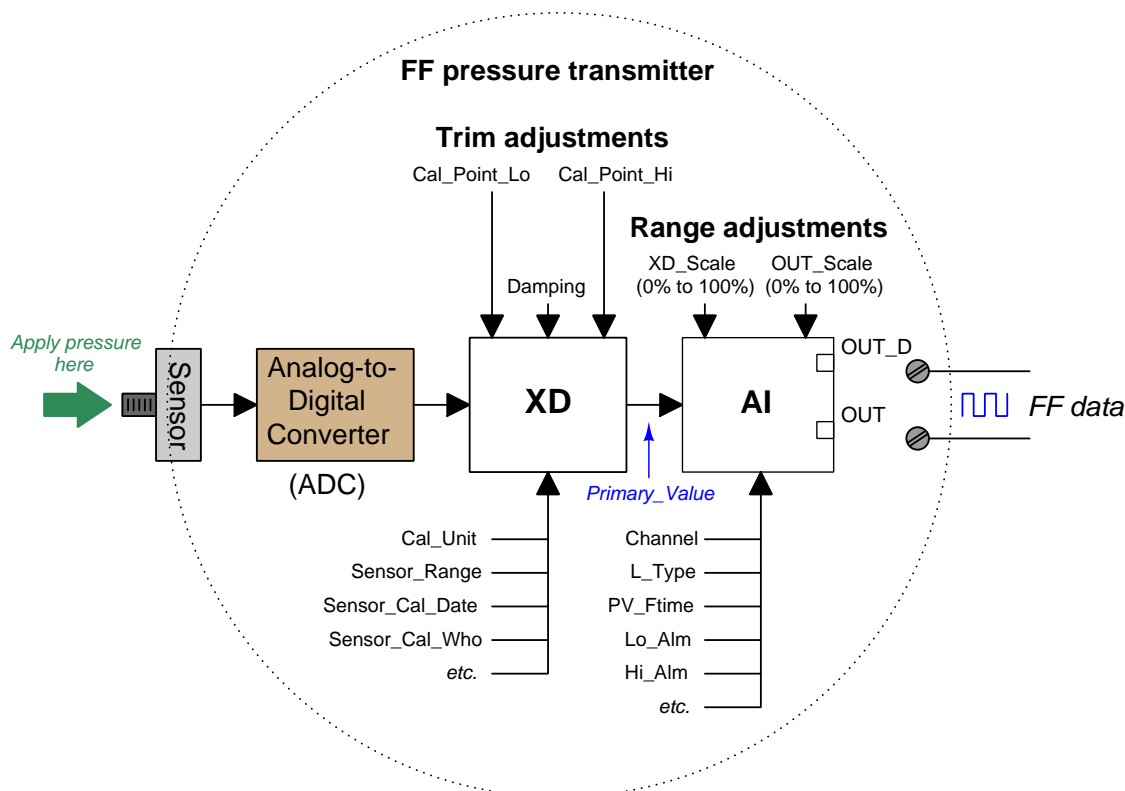 FF pressure transmitter
Trim adjustments
Cal_Point_Lo
Cal_Point_Hi
Range adjustments
XD_Scale
(0% to 100%)
OUT_Scale
(0% to 100%)
Damping
Apply pressure
here
Sensor
Analog-to-
Digital
Converter
(ADC)
XD
Primary_Value
AI
OUT_D
OUT
FF data
Cal_Unit
Sensor_Range
Sensor_Cal_Date
Sensor_Cal_Who
etc.
Channel
L_Type
PV_Ftime
Lo_Alm
Hi_Alm
etc.